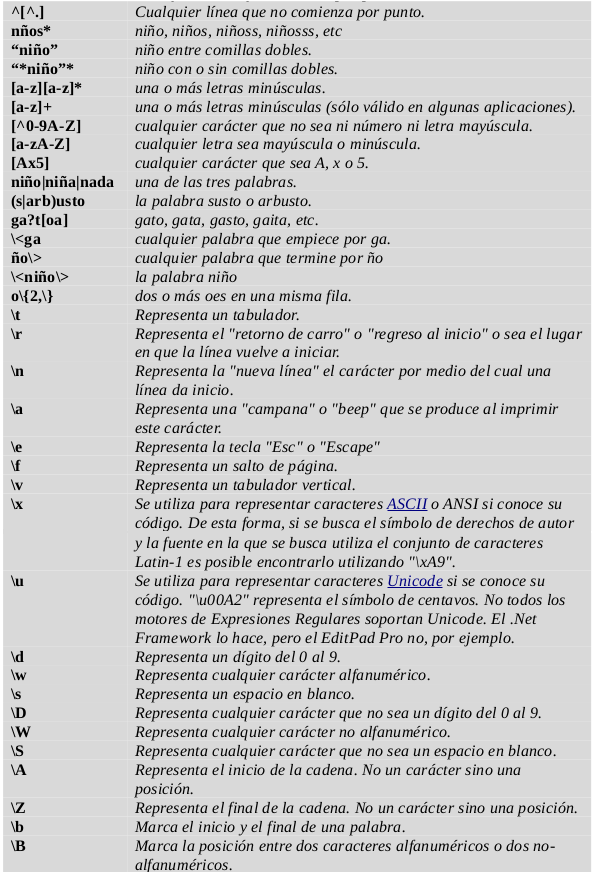 ^[^.] Cualquier línea que no comienza por punto.
nños* niño, niños, niñoss, niñosss, etc
“niño” niño entre comillas dobles.
“*niño”* niño con o sin comillas dobles.
[a-z][a-z]* una o más letras minúsculas.
[a-z]+ una o más letras minúsculas (sólo válido en algunas aplicaciones).
[^0-9A-Z] cualquier carácter que no sea ni número ni letra mayúscula.
[a-zA-Z] cualquier letra sea mayúscula o minúscula.
[Ax5] cualquier carácter que sea A, x o 5.
niño|niña|nada una de las tres palabras.
(s|arb)usto la palabra susto o arbusto.
ga?t[oa] gato, gata, gasto, gaita, etc.
\<ga cualquier palabra que empiece por ga.
ño\> cualquier palabra que termine por ño
\<niño\> la palabra niño
o\{2,\} dos o más oes en una misma fila.
\t Representa un tabulador.
\r Representa el "retorno de carro" o "regreso al inicio" o sea el lugar
en que la línea vuelve a iniciar.
\n Representa la "nueva línea" el carácter por medio del cual una
línea da inicio.
\a Representa una "campana" o "beep" que se produce al imprimir
este carácter.
\e Representa la tecla "Esc" o "Escape"
\f Representa un salto de página.
\v Representa un tabulador vertical.
\x Se utiliza para representar caracteres ASCII o ANSI si conoce su
código. De esta forma, si se busca el símbolo de derechos de autor
y la fuente en la que se busca utiliza el conjunto de caracteres
Latin-1 es posible encontrarlo utilizando "\xA9".
\u Se utiliza para representar caracteres Unicode si se conoce su
código. "\u00A2" representa el símbolo de centavos. No todos los
motores de Expresiones Regulares soportan Unicode. El .Net
Framework lo hace, pero el EditPad Pro no, por ejemplo.
\d Representa un dígito del 0 al 9.
\w Representa cualquier carácter alfanumérico.
\s Representa un espacio en blanco.
\D Representa cualquier carácter que no sea un dígito del 0 al 9.
\W Representa cualquier carácter no alfanumérico.
\S Representa cualquier carácter que no sea un espacio en blanco.
\A Representa el inicio de la cadena. No un carácter sino una
posición.
\Z Representa el final de la cadena. No un carácter sino una posición.
\b Marca el inicio y el final de una palabra.
\B Marca la posición entre dos caracteres alfanuméricos o dos no-
alfanuméricos.